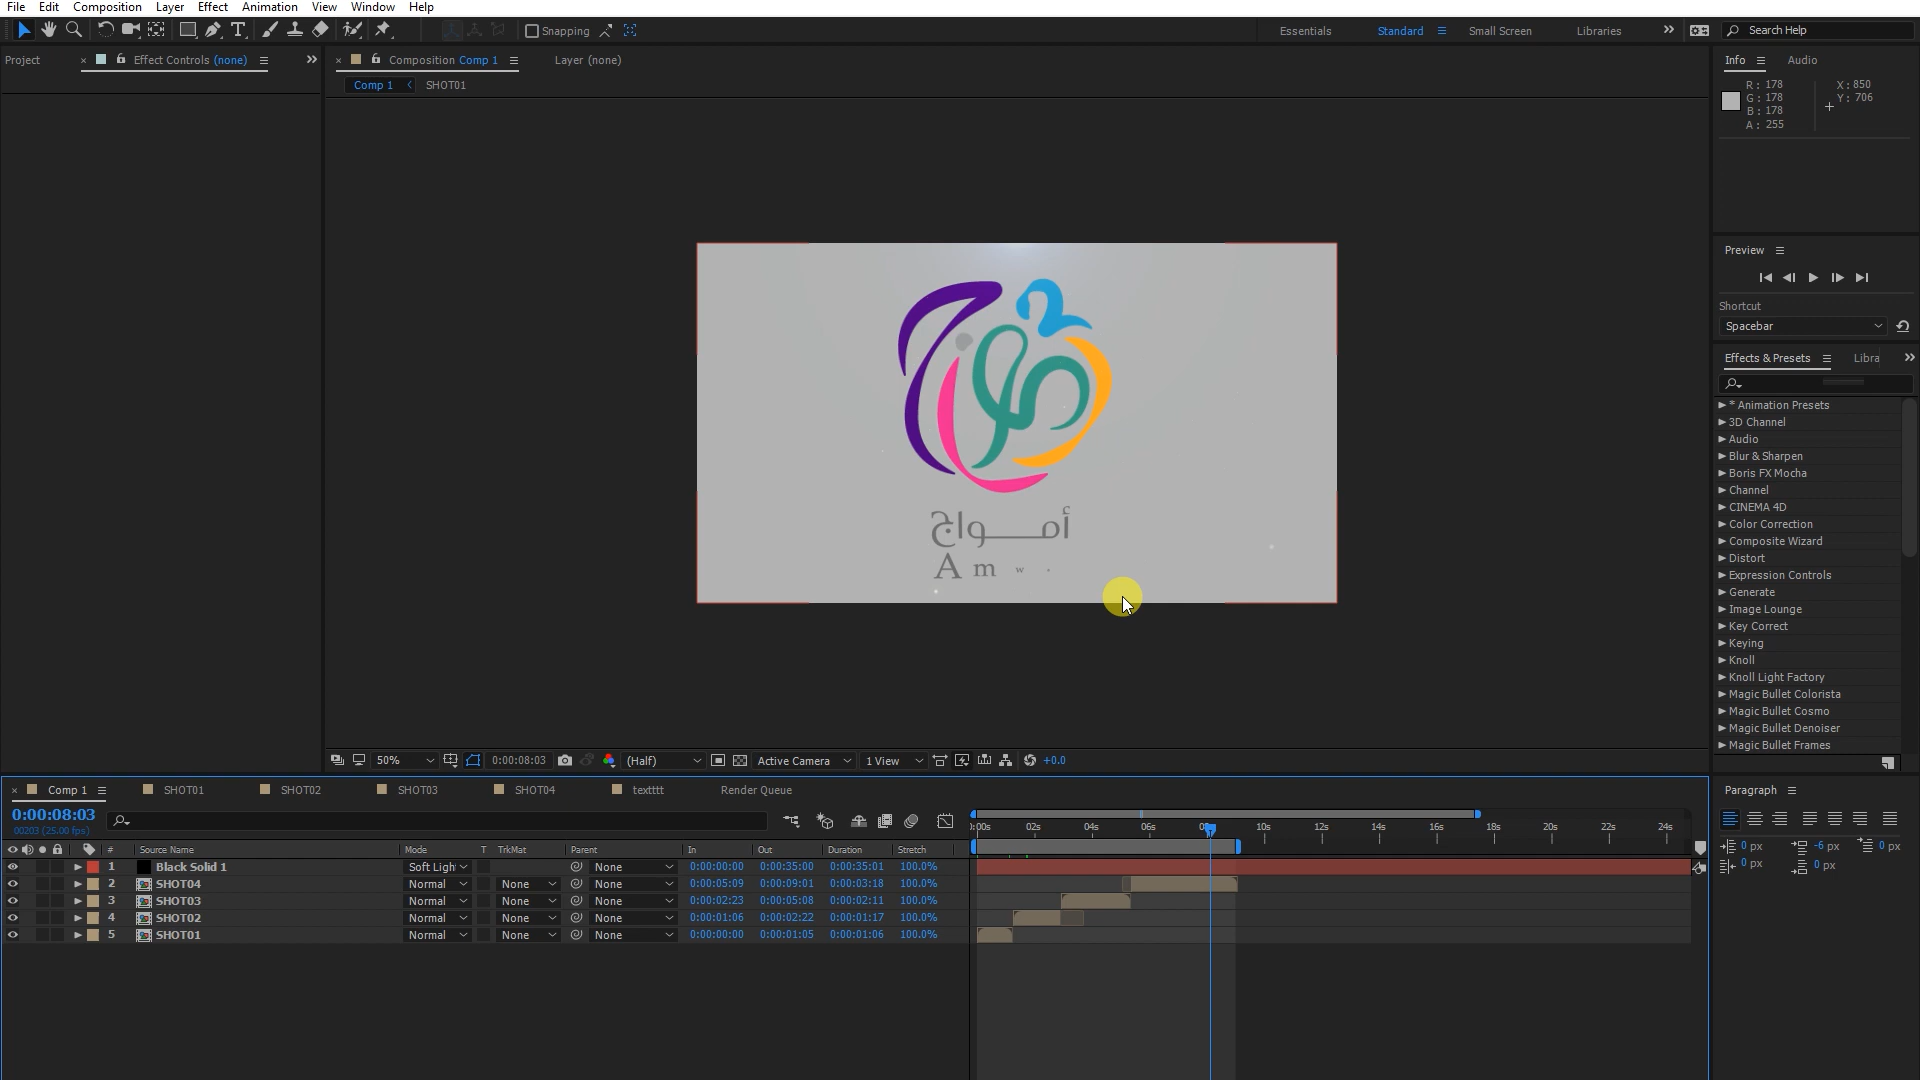 File Edit Composition Layer Effect Animation View Window Help
Snapping Essentials Standard Small Screen Libraries Search Help
Project Effect Controls (none) Composition Comp 1 Layer (none) Info Audio
Comp 1 SHOT01
R: 178 X: 850
G: 178 Y: 706
B: 178
A: 255
Preview
Shortcut
Spacebar
Effects & Presets Libra
* Animation Presets
3D Channel
Audio
Blur & Sharpen
Boris FX Mocha
Channel
CINEMA 4D
Color Correction
Composite Wizard
Distort
Expression Controls
Generate
Image Lounge
Key Correct
Keying
Knoll
Knoll Light Factory
Magic Bullet Colorista
Magic Bullet Cosmo
Magic Bullet Denoiser
Magic Bullet Frames
أمـــواج
A m w
50% 0:00:08:03 (Half) Active Camera 1 View +0.0
Comp 1 SHOT01 SHOT02 SHOT03 SHOT04 textttt Render Queue
Paragraph
0:00:08:03
00203 (25.00 fps)
02s 04s 06s 10s 12s 14s 16s 18s 20s 22s 24s
0 px -6 px 0 px
0 px 0 px
# Source Name Mode T TrkMat Parent In Out Duration Stretch
1 Black Solid 1 Soft Ligh None 0:00:00:00 0:00:35:00 0:00:35:01 100.0%
2 SHOT04 Normal None None 0:00:05:09 0:00:09:01 0:00:03:18 100.0%
3 SHOT03 Normal None None 0:00:02:23 0:00:05:08 0:00:02:11 100.0%
4 SHOT02 Normal None None 0:00:01:06 0:00:02:22 0:00:01:17 100.0%
5 SHOT01 Normal None None 0:00:00:00 0:00:01:05 0:00:01:06 100.0%